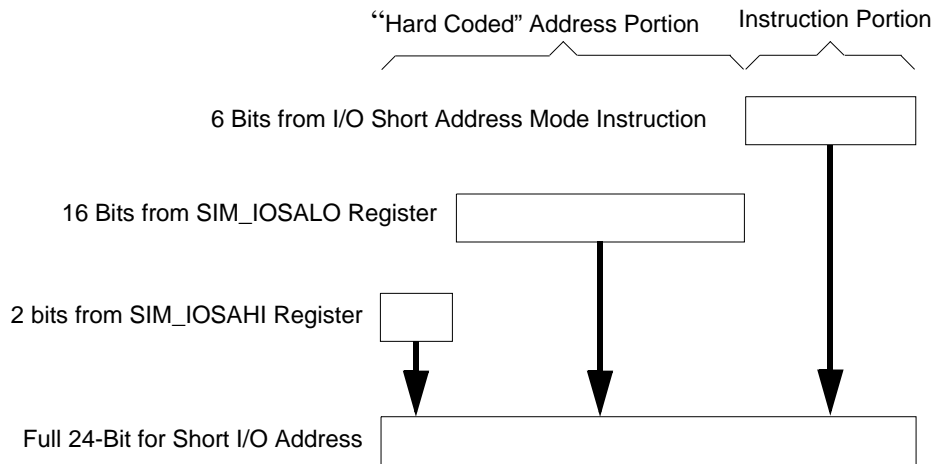 “Hard Coded” Address Portion
Instruction Portion
6 Bits from I/O Short Address Mode Instruction
16 Bits from SIM_IOSALO Register
2 bits from SIM_IOSAHI Register
Full 24-Bit for Short I/O Address